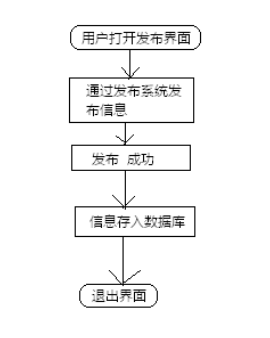 用户打开发布界面
通过发布系统发
布信息
发布 成功
信息存入数据库
退出界面